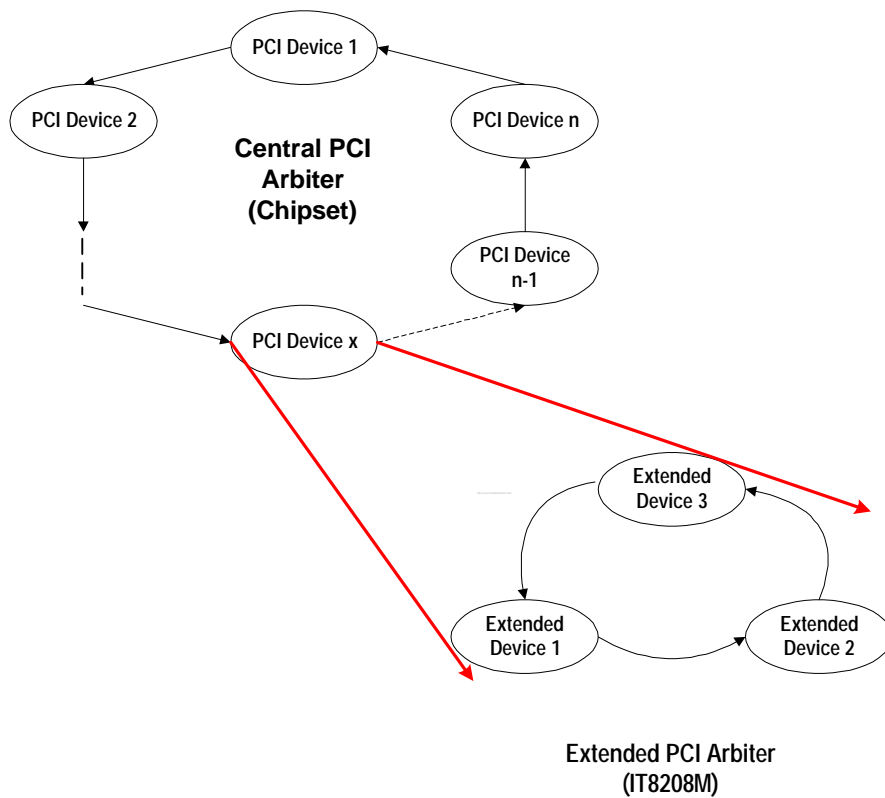 PCI Device 1
PCI Device 2
PCI Device n
Central PCI
Arbiter
(Chipset)
PCI Device
n-1
PCI Device x
Extended
Device 3
Extended
Device 1
Extended
Device 2
Extended PCI Arbiter
(IT8208M)